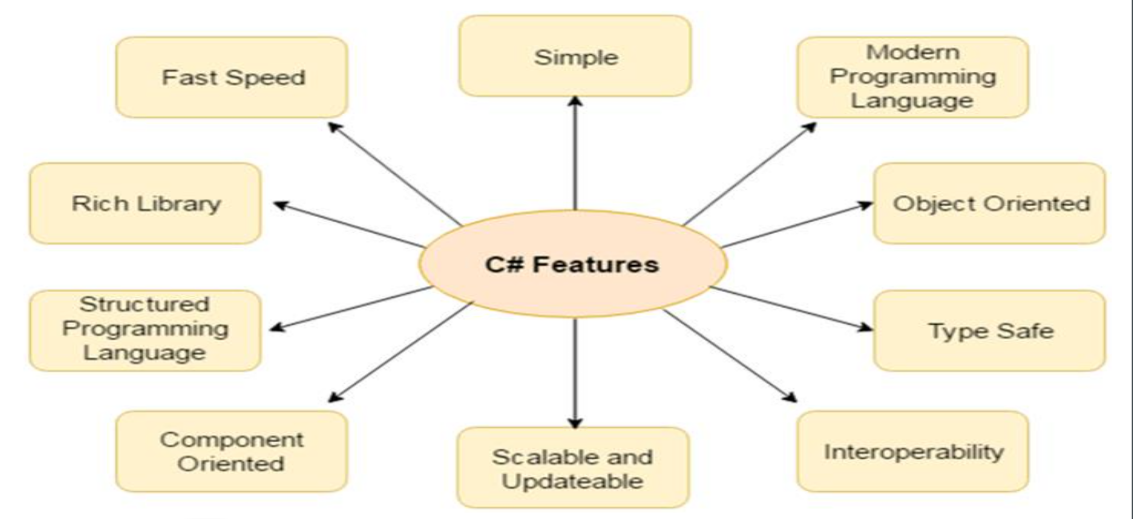 Simple
Fast Speed
Modern
Programming
Language
Rich Library
Object Oriented
C# Features
Structured
Programming
Language
Type Safe
Component
Oriented
Scalable and
Updateable
Interoperability